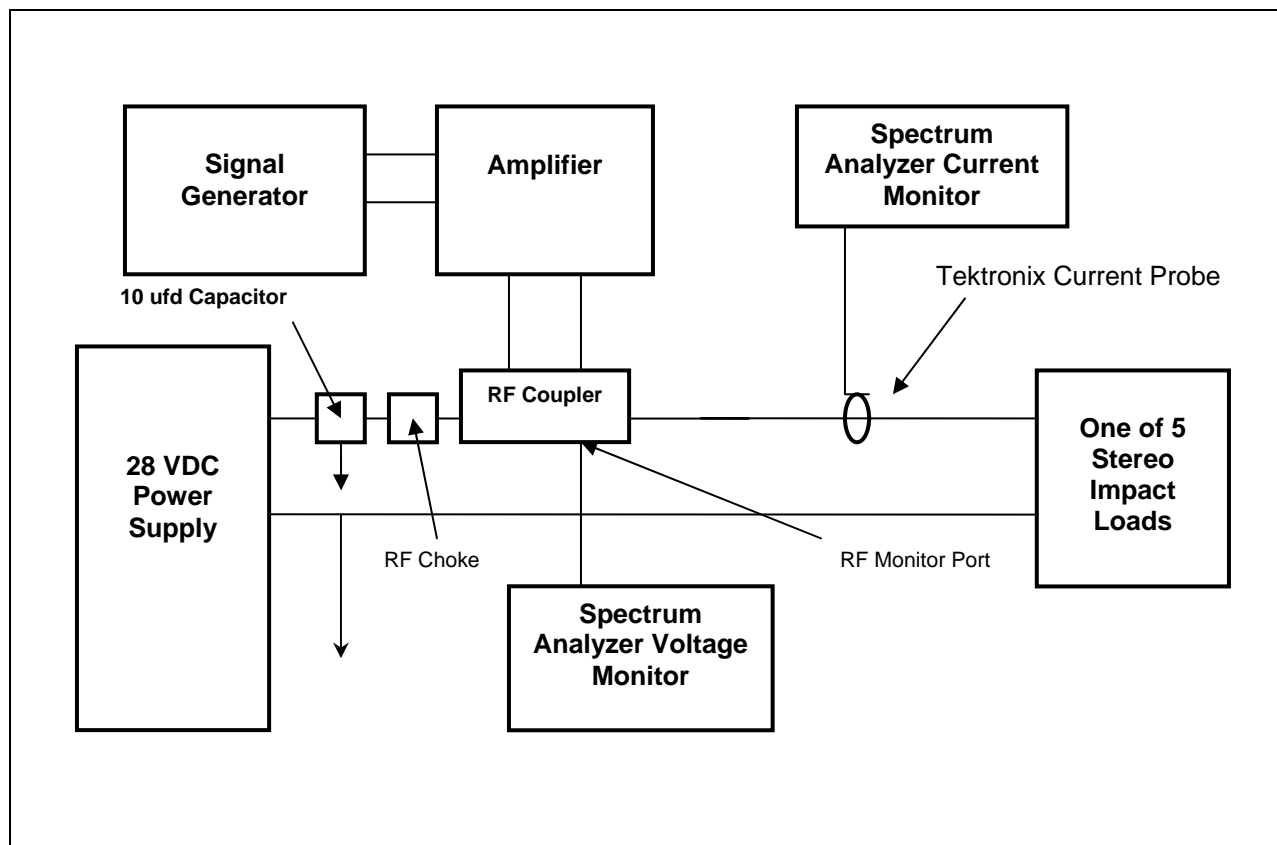 Signal
Generator
Amplifier
Spectrum
Analyzer Current
Monitor
10 ufd Capacitor
Tektronix Current Probe
RF Coupler
28 VDC
Power
Supply
One of 5
Stereo
Impact
Loads
RF Choke
RF Monitor Port
Spectrum
Analyzer Voltage
Monitor